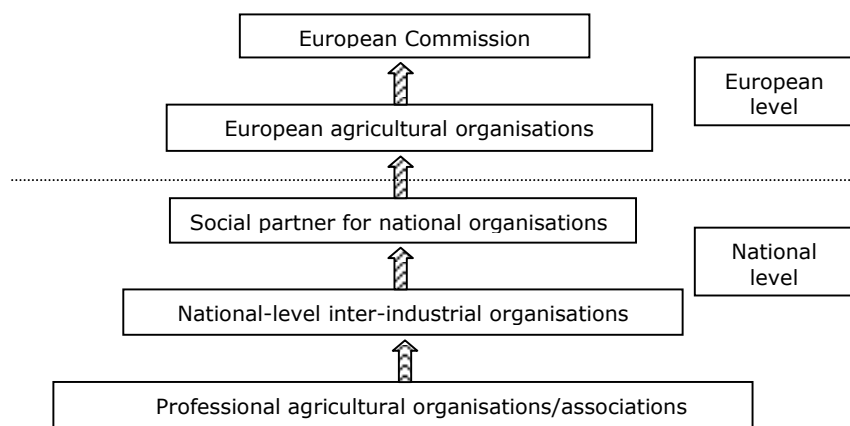 European Commission
European
level
European agricultural organisations
Social partner for national organisations
National
level
National-level inter-industrial organisations
Professional agricultural organisations/associations